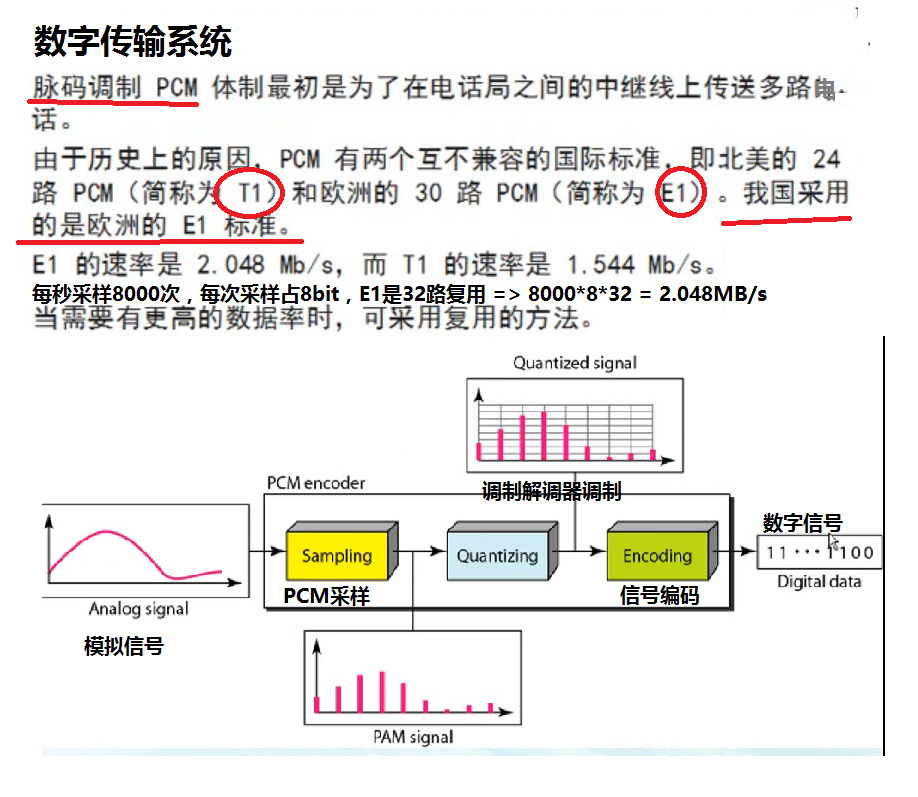 数字传输系统
脉码调制 PCM 体制最初是为了在电话局之间的中继线上传送多路电
话。
由于历史上的原因，PCM 有两个互不兼容的国际标准，即北美的 24
路 PCM（简称为 T1）和欧洲的 30 路 PCM（简称为 E1）。我国采用
的是欧洲的 E1 标准。
E1 的速率是 2.048 Mb/s，而 T1 的速率是 1.544 Mb/s。
每秒采样8000次，每次采样占8bit，E1是32路复用 => 8000*8*32 = 2.048MB/s
当需要有更高的数据率时，可采用复用的方法。
Quantized signal
PCM encoder
调制解调器调制
数字信号
Sampling
Quantizing
Encoding
11···1100
Digital data
PCM采样
信号编码
Analog signal
模拟信号
PAM signal